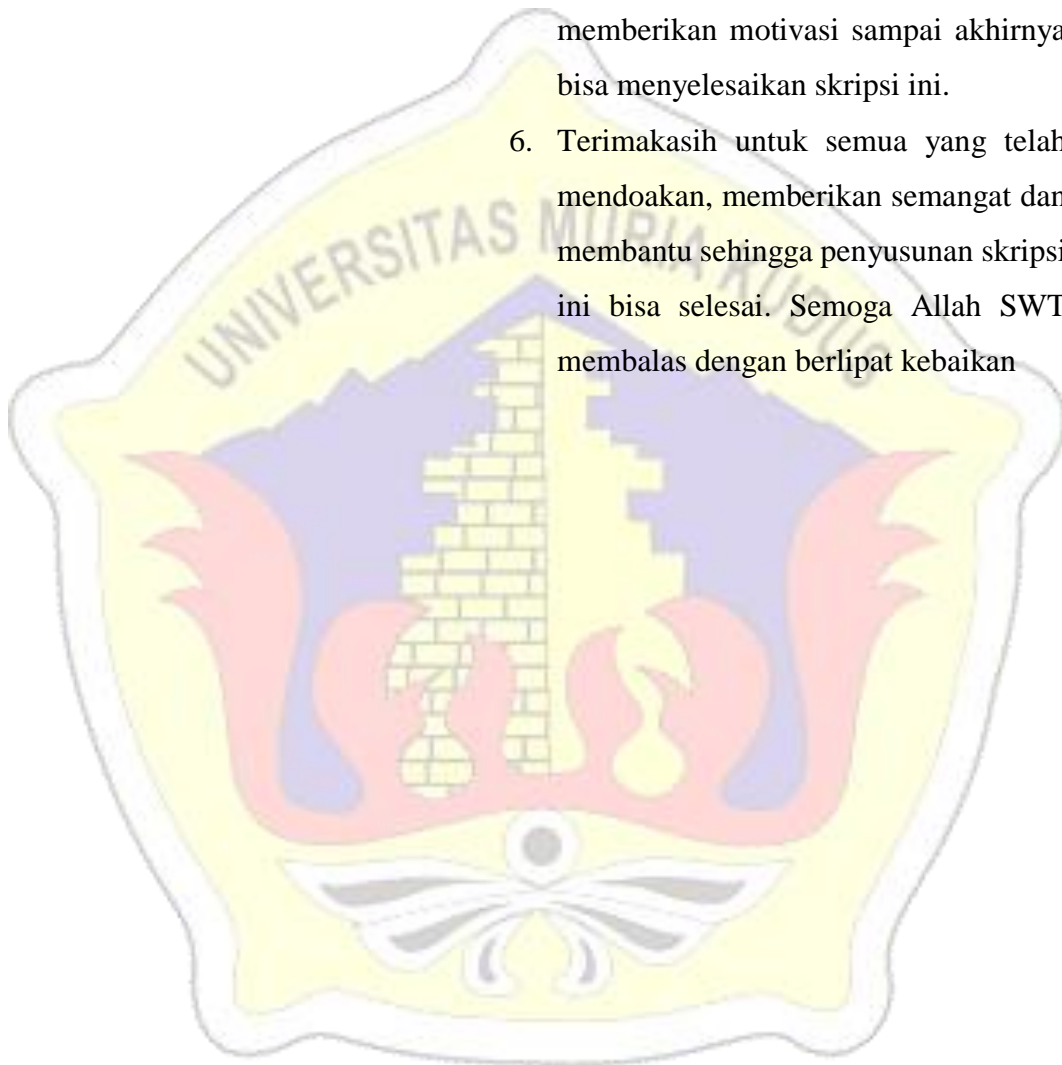 memberikan motivasi sampai akhirnya
bisa menyelesaikan skripsi ini.
6. Terimakasih untuk semua yang telah
mendoakan, memberikan semangat dan
membantu sehingga penyusunan skripsi
ini bisa selesai. Semoga Allah SWT
membalas dengan berlipat kebaikan
UNIVERSITAS MURIA KUDUS